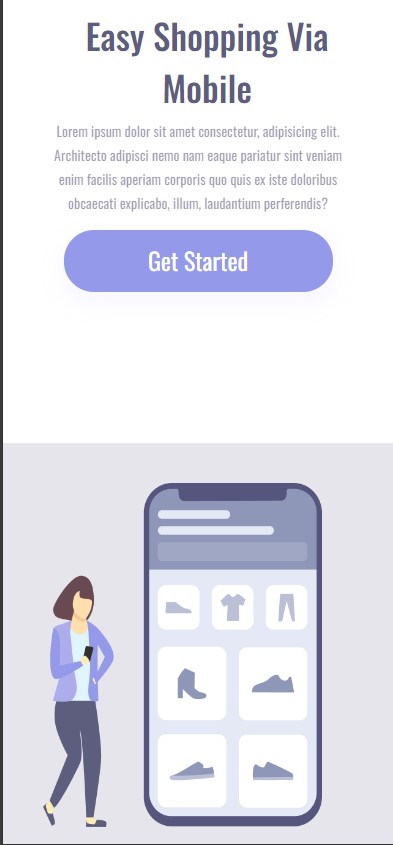 Easy Shopping Via
Mobile
Lorem ipsum dolor sit amet consectetur, adipisicing elit.
Architecto adipisci nemo nam eaque pariatur sint veniam
enim facilis aperiam corporis quo quis ex iste doloribus
obcaecati explicabo, illum, laudantium perferendis?
Get Started